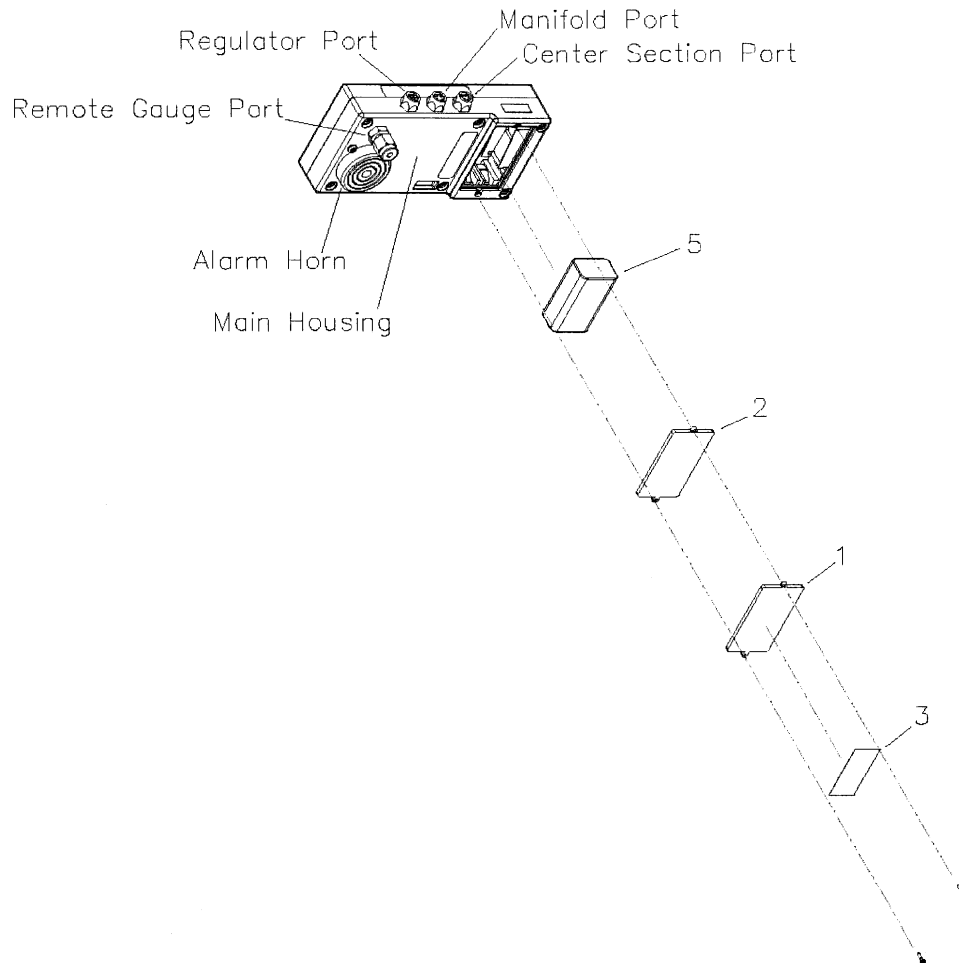 Manifold Port
Regulator Port
Center Section Port
Remote Gauge Port
Alarm Horn
Main Housing
5
2
1
3